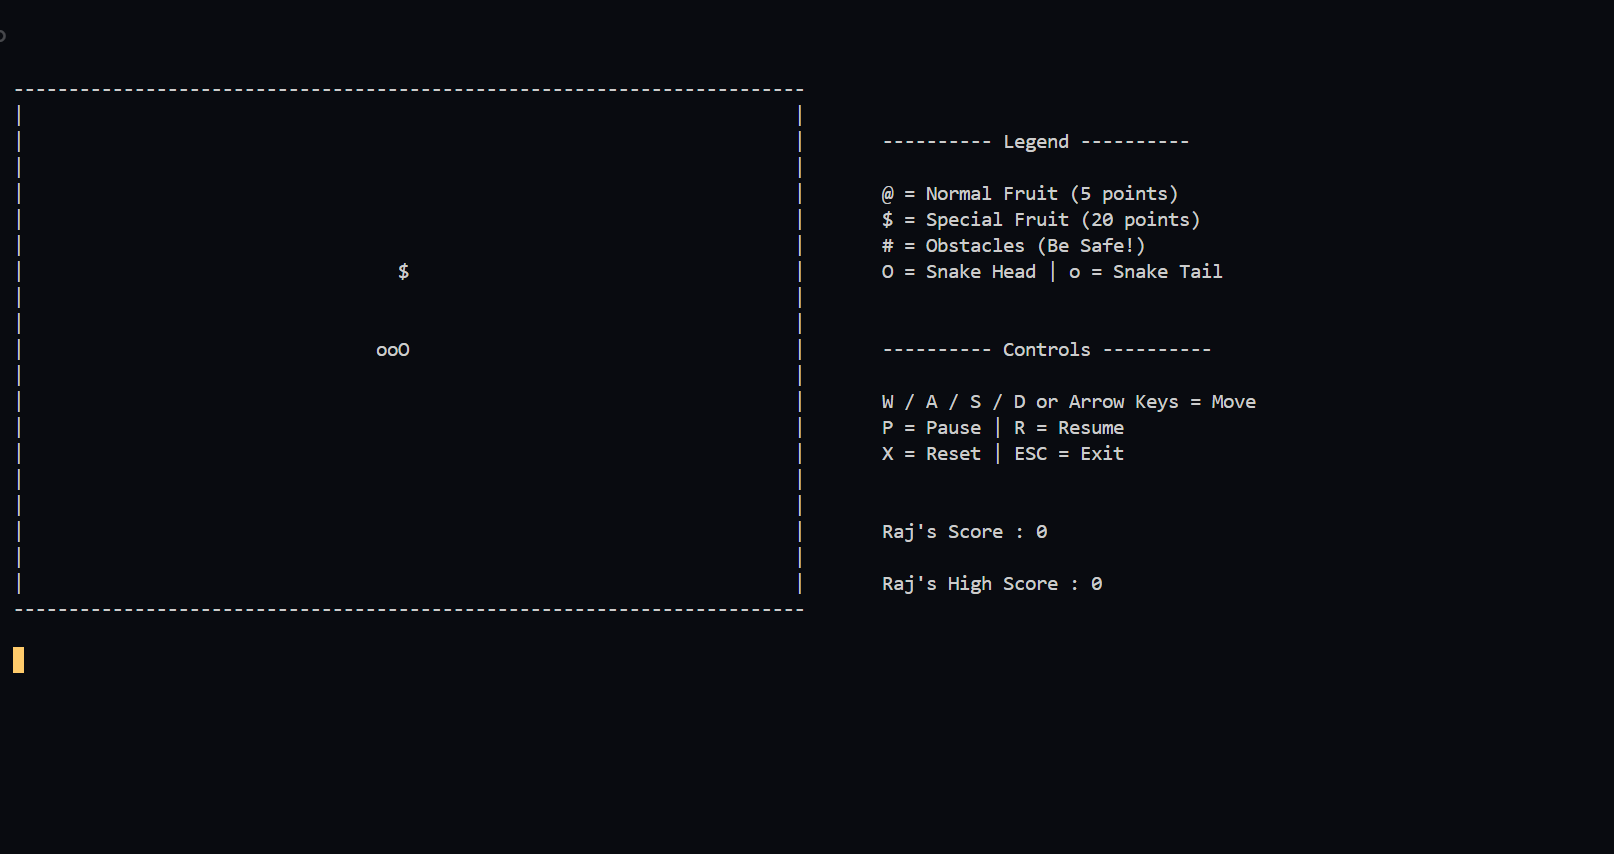 ------------------------------------------------------------------------
---------- Legend ----------
@ = Normal Fruit (5 points)
$ = Special Fruit (20 points)
# = Obstacles (Be Safe!)
O = Snake Head | o = Snake Tail
$
---------- Controls ----------
ooO
W / A / S / D or Arrow Keys = Move
P = Pause | R = Resume
X = Reset | ESC = Exit
Raj's Score : 0
Raj's High Score : 0
------------------------------------------------------------------------